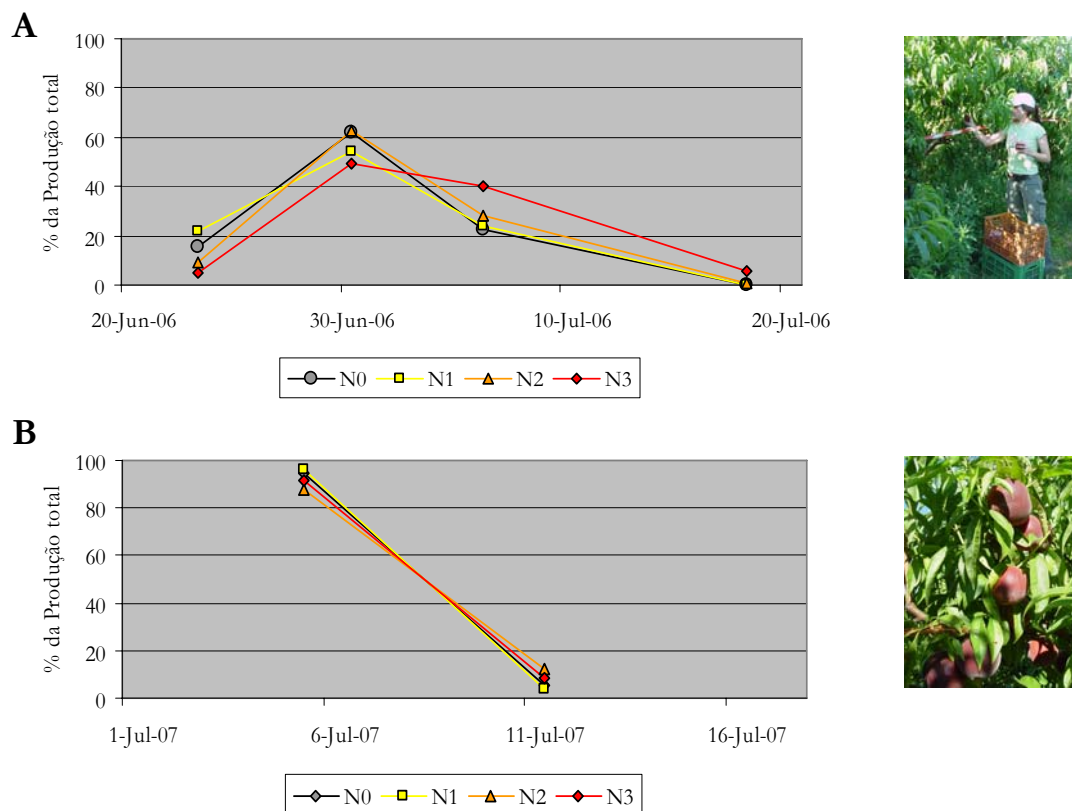 A
% da Produção total
100
80
60
40
20
0
20-Jun-06 30-Jun-06 10-Jul-06 20-Jul-06
N0 N1 N2 N3
B
% da Produção total
100
80
60
40
20
0
1-Jul-07 6-Jul-07 11-Jul-07 16-Jul-07
N0 N1 N2 N3